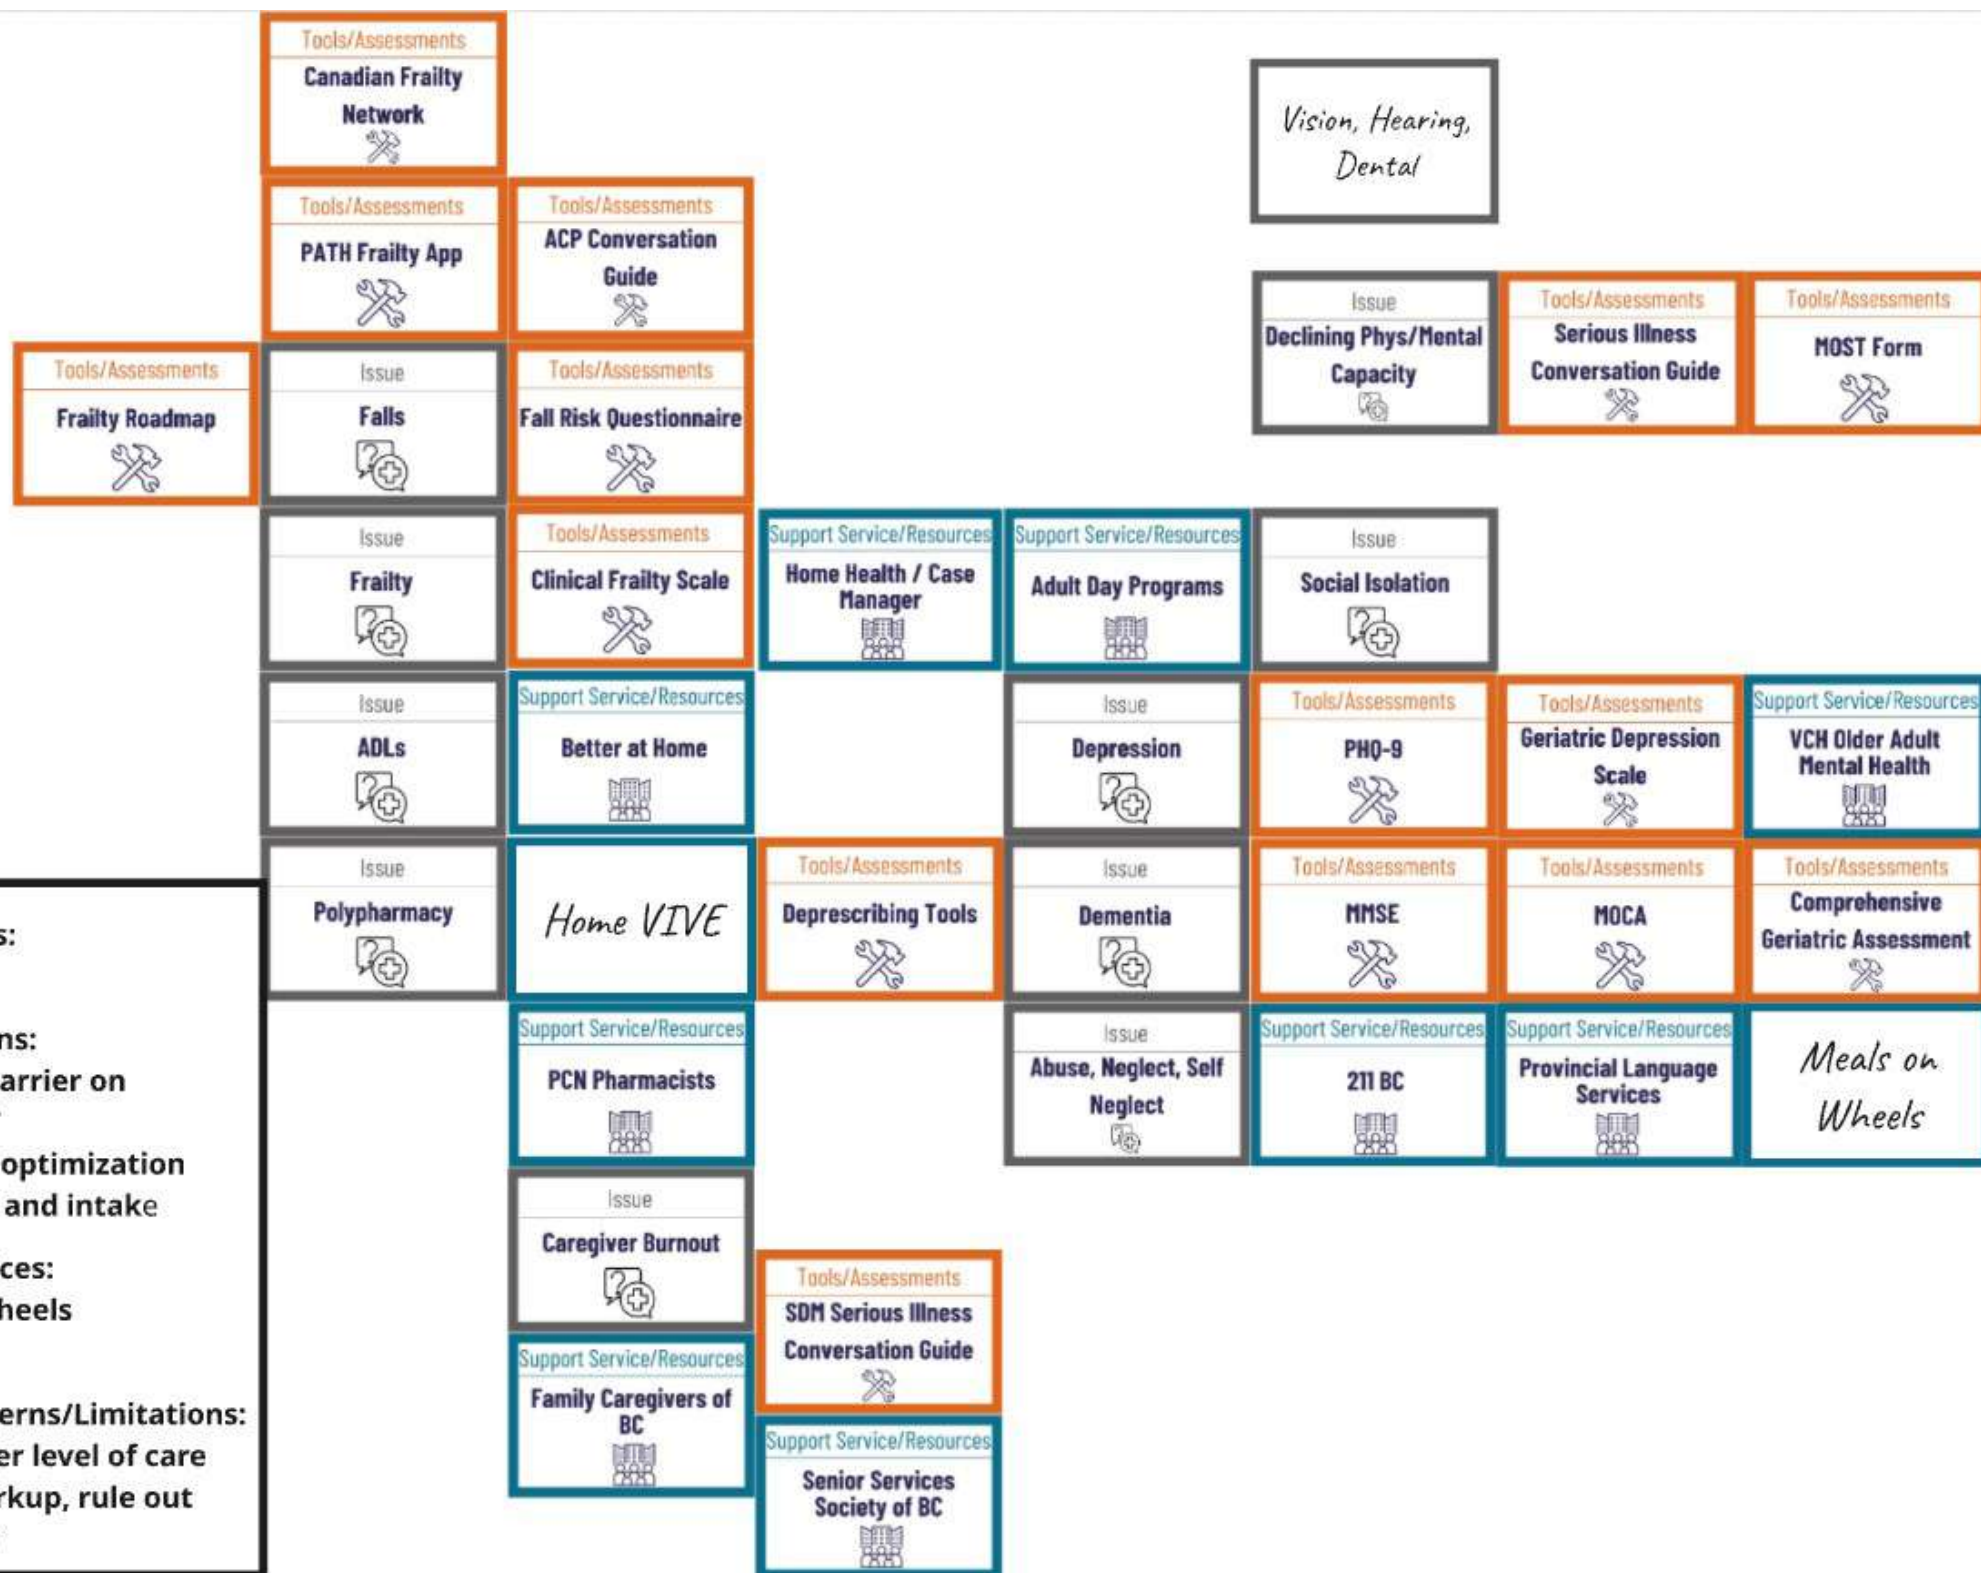 Tools/Assessments
Canadian Frailty
Network
Vision, Hearing,
Dental
Tools/Assessments
PATH Frailty App
Tools/Assessments
ACP Conversation
Guide
Issue
Declining Phys/Mental
Capacity
Tools/Assessments
Serious Illness
Conversation Guide
Tools/Assessments
MOST Form
Tools/Assessments
Frailty Roadmap
Issue
Falls
Tools/Assessments
Fall Risk Questionnaire
Issue
Frailty
Tools/Assessments
Clinical Frailty Scale
Support Service/Resources
Home Health / Case
Manager
Support Service/Resources
Adult Day Programs
Issue
Social Isolation
Issue
ADLs
Support Service/Resources
Better at Home
Issue
Depression
Tools/Assessments
PHQ-9
Tools/Assessments
Geriatric Depression
Scale
Support Service/Resources
VCH Older Adult
Mental Health
Issue
Polypharmacy
Home VIVE
Tools/Assessments
Deprescribing Tools
Issue
Dementia
Tools/Assessments
MMSE
Tools/Assessments
MOCA
Tools/Assessments
Comprehensive
Geriatric Assessment
Support Service/Resources
PCN Pharmacists
Issue
Abuse, Neglect, Self
Neglect
Support Service/Resources
211 BC
Support Service/Resources
Provincial Language
Services
Meals on
Wheels
Issue
Caregiver Burnout
Tools/Assessments
SDM Serious Illness
Conversation Guide
Support Service/Resources
Family Caregivers of
BC
Support Service/Resources
Senior Services
Society of BC
s:
ns:
arrier on
optimization
and intake
ces:
heels
erns/Limitations:
er level of care
rkup, rule out